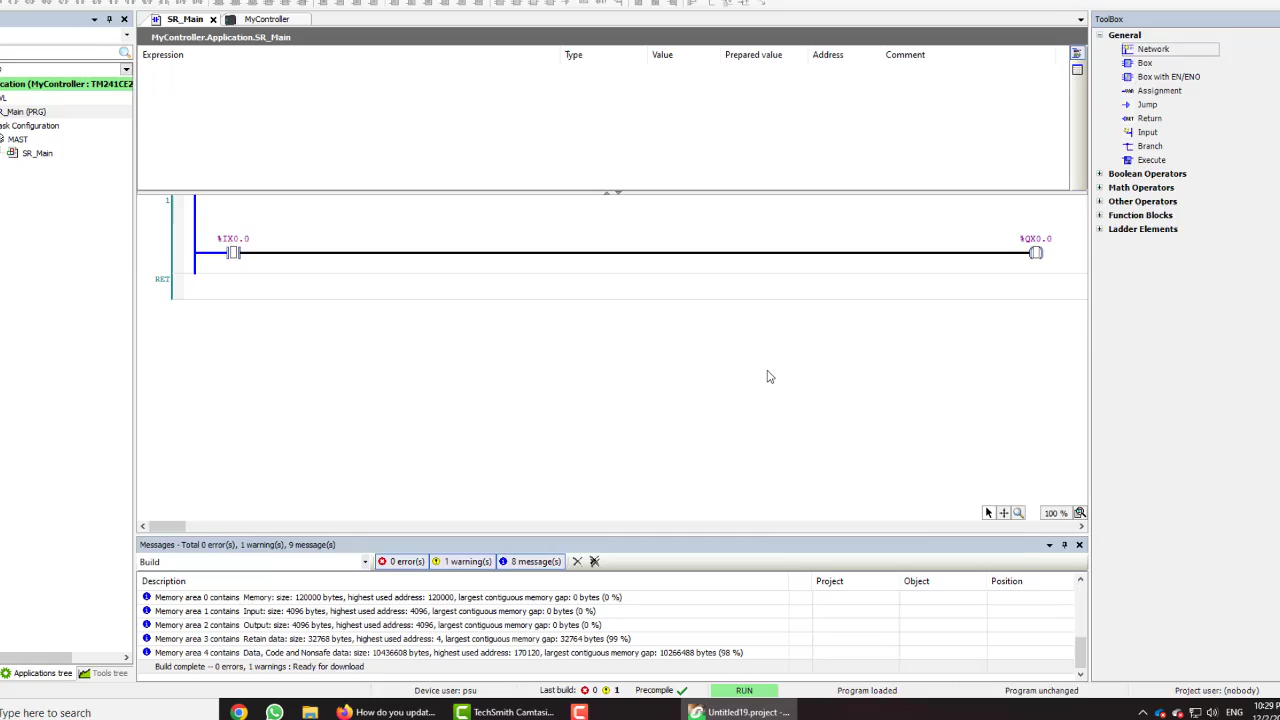 SR_Main
MyController
MyController.Application.SR_Main
Expression Type Value Prepared value Address Comment
cation (MyController : TM241CE2
R_Main (PRG)
ask Configuration
MAST
SR_Main
1
%IX0.0 %QX0.0
RET
100 %
ToolBox
General
Network
Box
Box with EN/ENO
Assignment
Jump
Return
Input
Branch
Execute
Boolean Operators
Math Operators
Other Operators
Function Blocks
Ladder Elements
Messages - Total 0 error(s), 1 warning(s), 9 message(s)
Build 0 error(s) 1 warning(s) 8 message(s)
Description Project Object Position
Memory area 0 contains Memory: size: 120000 bytes, highest used address: 120000, largest contiguous memory gap: 0 bytes (0 %)
Memory area 1 contains Input: size: 4096 bytes, highest used address: 4096, largest contiguous memory gap: 0 bytes (0 %)
Memory area 2 contains Output: size: 4096 bytes, highest used address: 4096, largest contiguous memory gap: 0 bytes (0 %)
Memory area 3 contains Retain data: size: 32768 bytes, highest used address: 4, largest contiguous memory gap: 32764 bytes (99 %)
Memory area 4 contains Data, Code and Nonsafe data: size: 10436608 bytes, highest used address: 170120, largest contiguous memory gap: 10266488 bytes (98 %)
Build complete -- 0 errors, 1 warnings : Ready for download
Applications tree Tools tree
Device user: psu Last build: 0 1 Precompile RUN Program loaded Program unchanged Project user: (nobody)
Type here to search How do you updat... TechSmith Camtasi... Untitled19.project - ... ENG 10:29 P